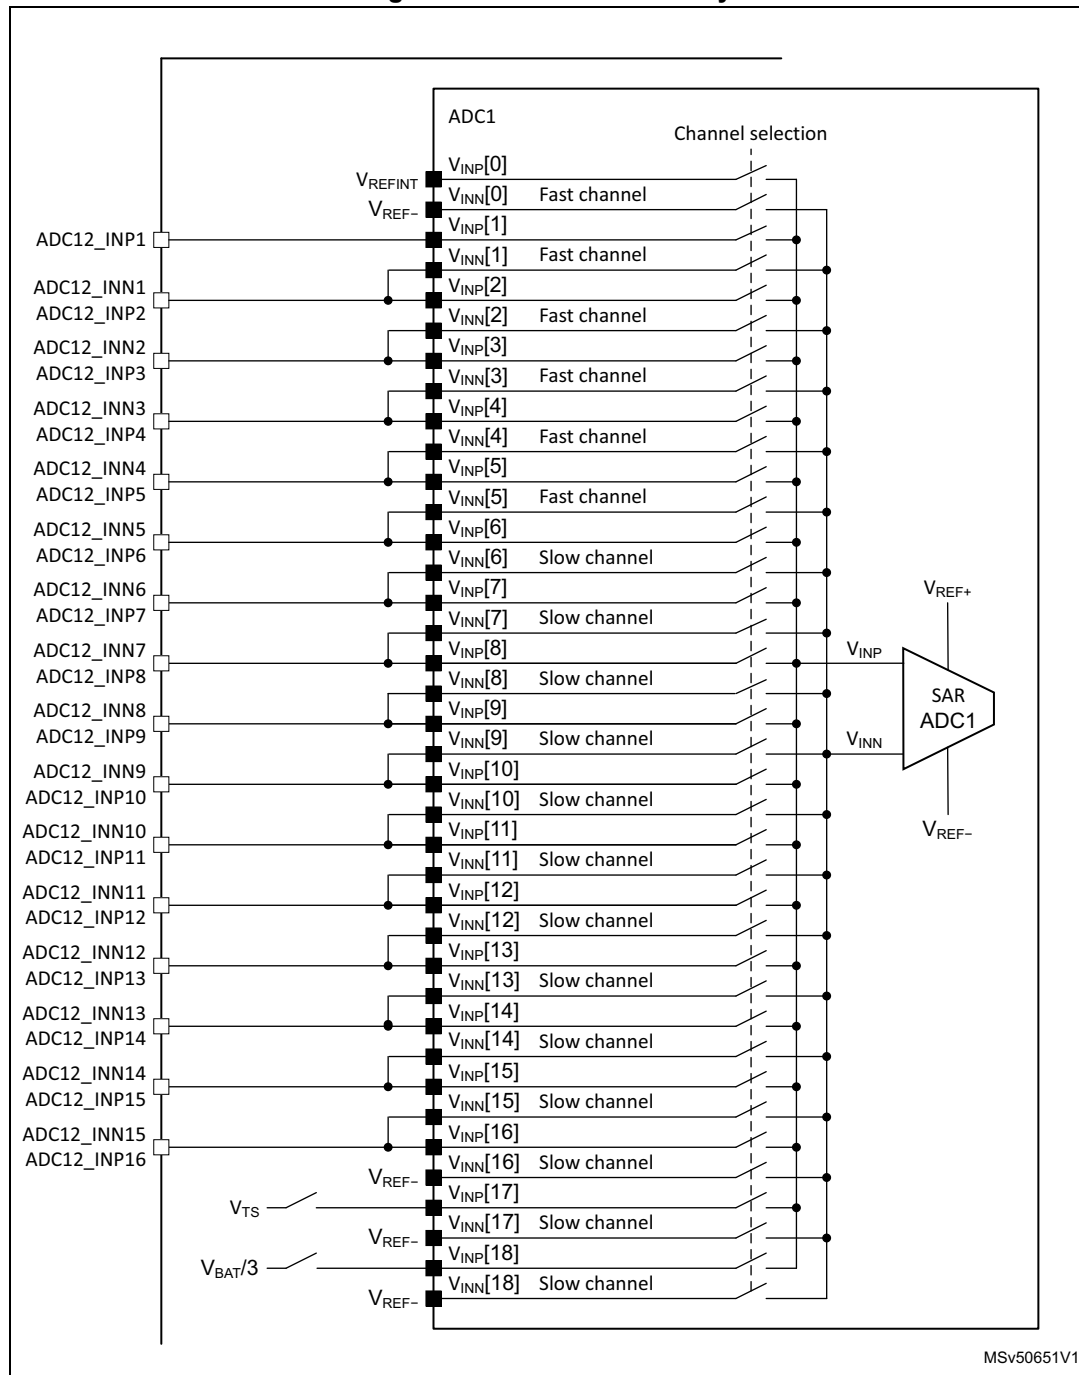 ADC1
Channel selection
VREFINT VINP[0]
VREF− VINN[0] Fast channel
ADC12_INP1 VINP[1]
VINN[1] Fast channel
ADC12_INN1
ADC12_INP2 VINP[2]
VINN[2] Fast channel
ADC12_INN2
ADC12_INP3 VINP[3]
VINN[3] Fast channel
ADC12_INN3
ADC12_INP4 VINP[4]
VINN[4] Fast channel
ADC12_INN4
ADC12_INP5 VINP[5]
VINN[5] Fast channel
ADC12_INN5
ADC12_INP6 VINP[6]
VINN[6] Slow channel
ADC12_INN6
ADC12_INP7 VINP[7]
VINN[7] Slow channel
ADC12_INN7
ADC12_INP8 VINP[8]
VINN[8] Slow channel
ADC12_INN8
ADC12_INP9 VINP[9]
VINN[9] Slow channel
ADC12_INN9
ADC12_INP10 VINP[10]
VINN[10] Slow channel
ADC12_INN10
ADC12_INP11 VINP[11]
VINN[11] Slow channel
ADC12_INN11
ADC12_INP12 VINP[12]
VINN[12] Slow channel
ADC12_INN12
ADC12_INP13 VINP[13]
VINN[13] Slow channel
ADC12_INN13
ADC12_INP14 VINP[14]
VINN[14] Slow channel
ADC12_INN14
ADC12_INP15 VINP[15]
VINN[15] Slow channel
ADC12_INN15
ADC12_INP16 VINP[16]
VREF− VINN[16] Slow channel
VTS VINP[17]
VREF− VINN[17] Slow channel
VBAT/3 VINP[18]
VREF− VINN[18] Slow channel
VREF+
VINP
SAR
ADC1
VINN
VREF−
MSv50651V1